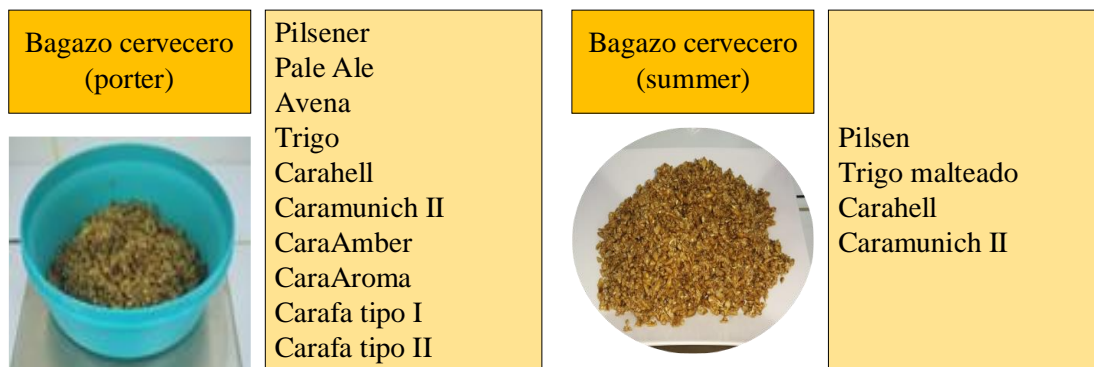 Bagazo cervecero
(porter)
Pilsener
Pale Ale
Avena
Trigo
Carahell
Caramunich II
CaraAmber
CaraAroma
Carafa tipo I
Carafa tipo II
Bagazo cervecero
(summer)
Pilsen
Trigo malteado
Carahell
Caramunich II